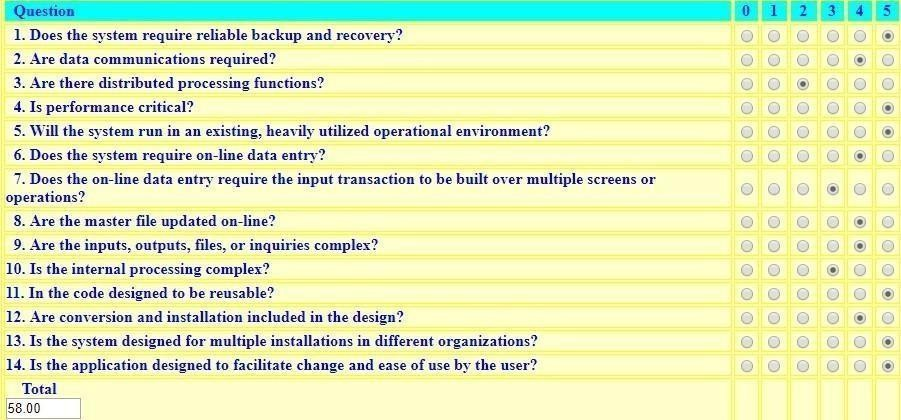 Question 0 1 2 3 4 5
1. Does the system require reliable backup and recovery?
2. Are data communications required?
3. Are there distributed processing functions?
4. Is performance critical?
5. Will the system run in an existing, heavily utilized operational environment?
6. Does the system require on-line data entry?
7. Does the on-line data entry require the input transaction to be built over multiple screens or
operations?
8. Are the master file updated on-line?
9. Are the inputs, outputs, files, or inquiries complex?
10. Is the internal processing complex?
11. In the code designed to be reusable?
12. Are conversion and installation included in the design?
13. Is the system designed for multiple installations in different organizations?
14. Is the application designed to facilitate change and ease of use by the user?
Total
58.00